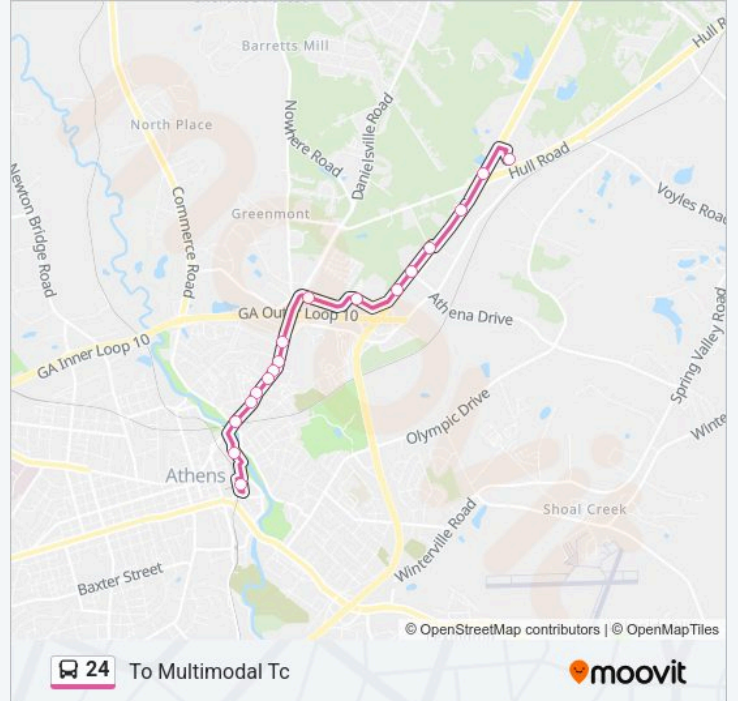 Barretts Mill
Hull R
North Place
Nowhere Road
Danielsville Road
Hull Road
Newton Bridge Road
Commerce Road
Greenmont
Voyles Road
GA Out Loop 10
Athena Drive
GA Inner Loop 10
Spring Valley Road
Olympic Drive
Winte
Athens
Shoal Creek
Winterville Road
Baxter Street
© OpenStreetMap contributors | © OpenMapTiles
24 To Multimodal Tc
moovit